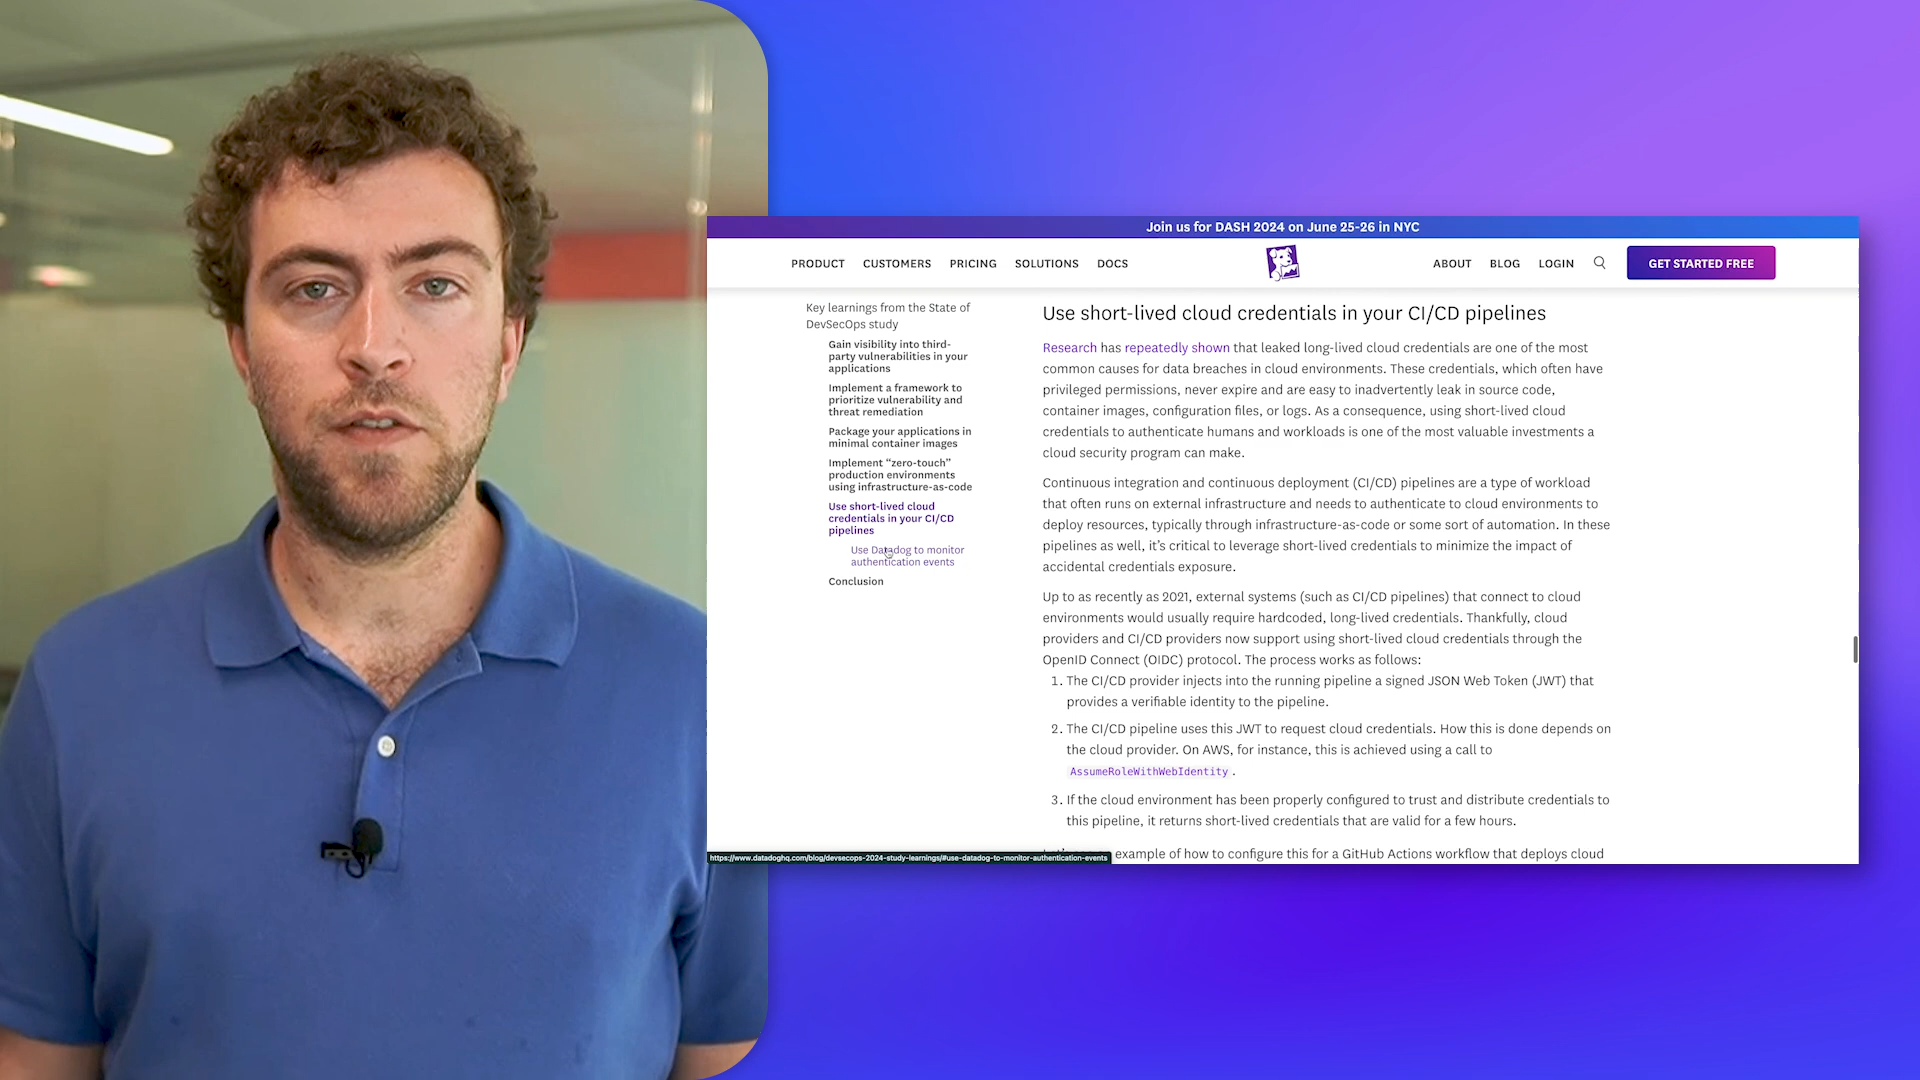 Join us for DASH 2024 on June 25-26 in NYC
PRODUCT CUSTOMERS PRICING SOLUTIONS DOCS ABOUT BLOG LOGIN GET STARTED FREE
Key learnings from the State of
DevSecOps study
Gain visibility into third-
party vulnerabilities in your
applications
Implement a framework to
prioritize vulnerability and
threat remediation
Package your applications in
minimal container images
Implement “zero-touch”
production environments
using infrastructure-as-code
Use short-lived cloud
credentials in your CI/CD
pipelines
Use Datadog to monitor
authentication events
Conclusion
Use short-lived cloud credentials in your CI/CD pipelines
Research has repeatedly shown that leaked long-lived cloud credentials are one of the most
common causes for data breaches in cloud environments. These credentials, which often have
privileged permissions, never expire and are easy to inadvertently leak in source code,
container images, configuration files, or logs. As a consequence, using short-lived cloud
credentials to authenticate humans and workloads is one of the most valuable investments a
cloud security program can make.
Continuous integration and continuous deployment (CI/CD) pipelines are a type of workload
that often runs on external infrastructure and needs to authenticate to cloud environments to
deploy resources, typically through infrastructure-as-code or some sort of automation. In these
pipelines as well, it’s critical to leverage short-lived credentials to minimize the impact of
accidental credentials exposure.
Up to as recently as 2021, external systems (such as CI/CD pipelines) that connect to cloud
environments would usually require hardcoded, long-lived credentials. Thankfully, cloud
providers and CI/CD providers now support using short-lived cloud credentials through the
OpenID Connect (OIDC) protocol. The process works as follows:
1. The CI/CD provider injects into the running pipeline a signed JSON Web Token (JWT) that
provides a verifiable identity to the pipeline.
2. The CI/CD pipeline uses this JWT to request cloud credentials. How this is done depends on
the cloud provider. On AWS, for instance, this is achieved using a call to
AssumeRoleWithWebIdentity .
3. If the cloud environment has been properly configured to trust and distribute credentials to
this pipeline, it returns short-lived credentials that are valid for a few hours.
example of how to configure this for a GitHub Actions workflow that deploys cloud
https://www.datadoghq.com/blog/devsecops-2024-study-learnings/#use-datadog-to-monitor-authentication-events